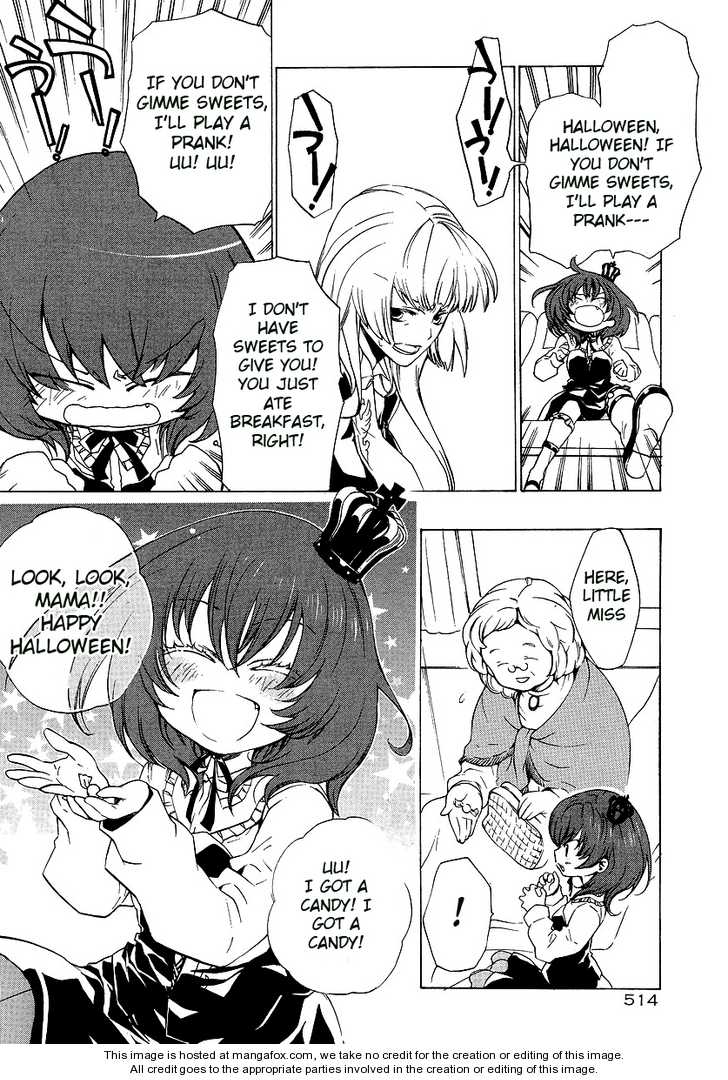 HALLOWEEN,
HALLOWEEN! IF
YOU DON'T
GIMME SWEETS,
I'LL PLAY A
PRANK---
うー!!
うー!!
IF YOU DON'T
GIMME SWEETS,
I'LL PLAY A
PRANK!
UU! UU!
I DON'T
HAVE
SWEETS TO
GIVE YOU!
YOU JUST
ATE
BREAKFAST,
RIGHT!
HERE,
LITTLE
MISS
!
LOOK, LOOK,
MAMA!!
HAPPY
HALLOWEEN!
UU!
I GOT A
CANDY! I
GOT A
CANDY!
514
This image is hosted at mangafox.com, we take no credit for the creation or editing of this image.
All credit goes to the appropriate parties involved in the creation or editing of this image.